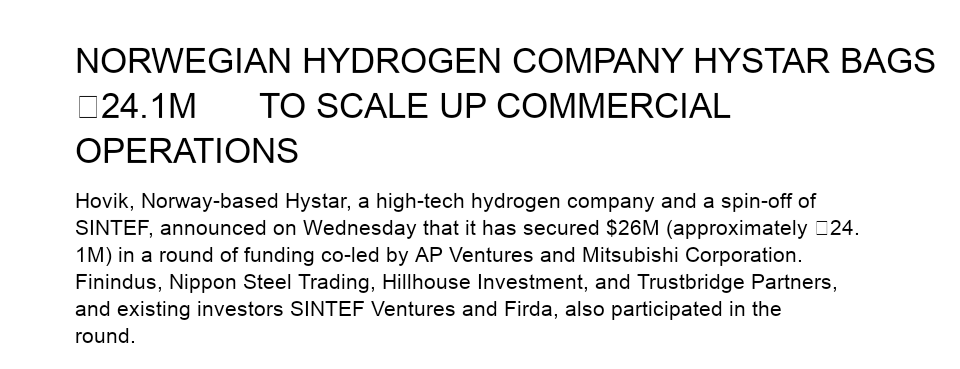 NORWEGIAN HYDROGEN COMPANY HYSTAR BAGS
□24.1M TO SCALE UP COMMERCIAL
OPERATIONS
Hovik, Norway-based Hystar, a high-tech hydrogen company and a spin-off of
SINTEF, announced on Wednesday that it has secured $26M (approximately □24.
1M) in a round of funding co-led by AP Ventures and Mitsubishi Corporation.
Finindus, Nippon Steel Trading, Hillhouse Investment, and Trustbridge Partners,
and existing investors SINTEF Ventures and Firda, also participated in the
round.